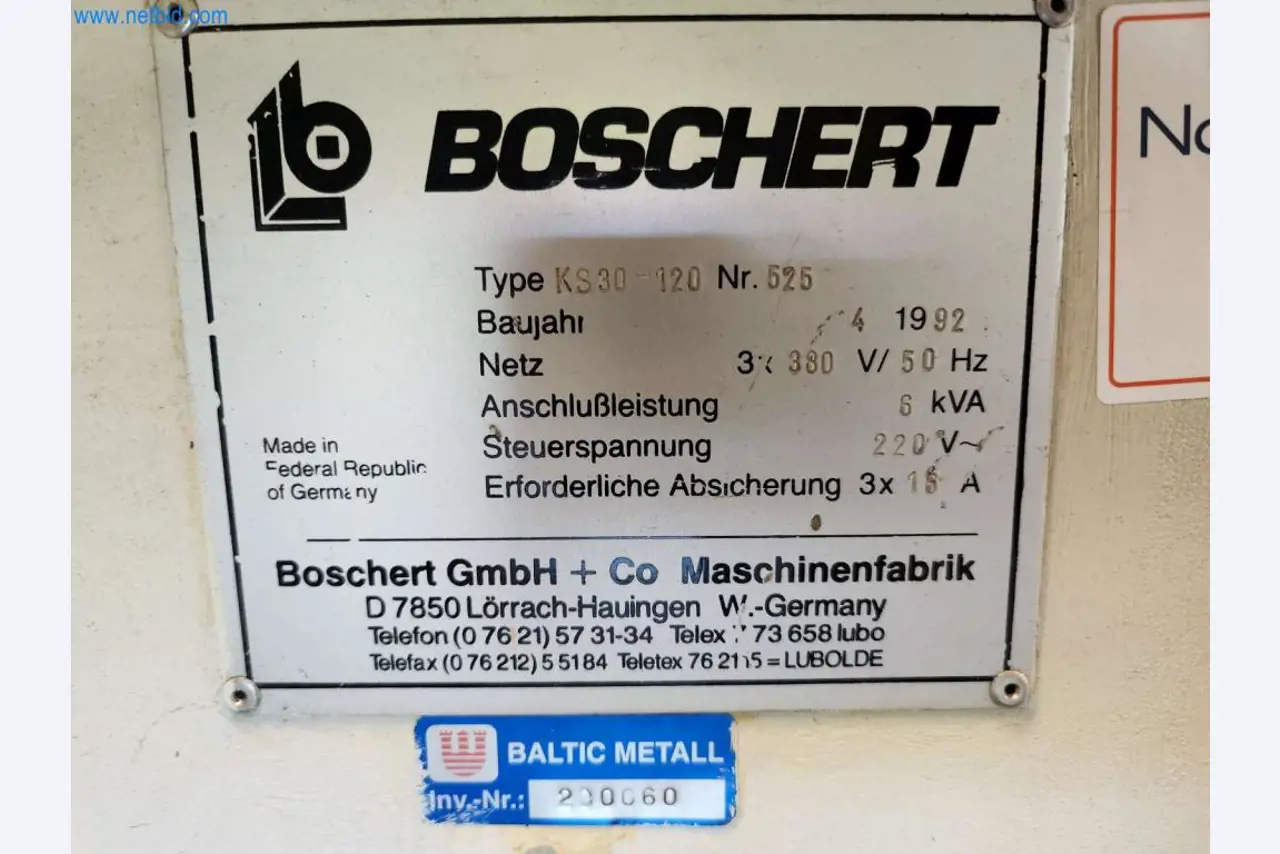 www.netbid.com
BOSCHERT
Type KS30-120 Nr. 525
Baujahr 4 1992
Netz 3x 380 V/ 50 Hz
Anschlußleistung 6 kVA
Steuerspannung 220 V~
Erforderliche Absicherung 3x A
Made in
Federal Republic
of Germany
Boschert GmbH + Co Maschinenfabrik
D 7850 Lörrach-Hauingen W.-Germany
Telefon (0 76 21) 57 31-34 Telex 73 658 lubo
Telefax (0 76 212) 5 51 84 Teletex = LUBOLDE
BALTIC METALL
Inv.-Nr.: